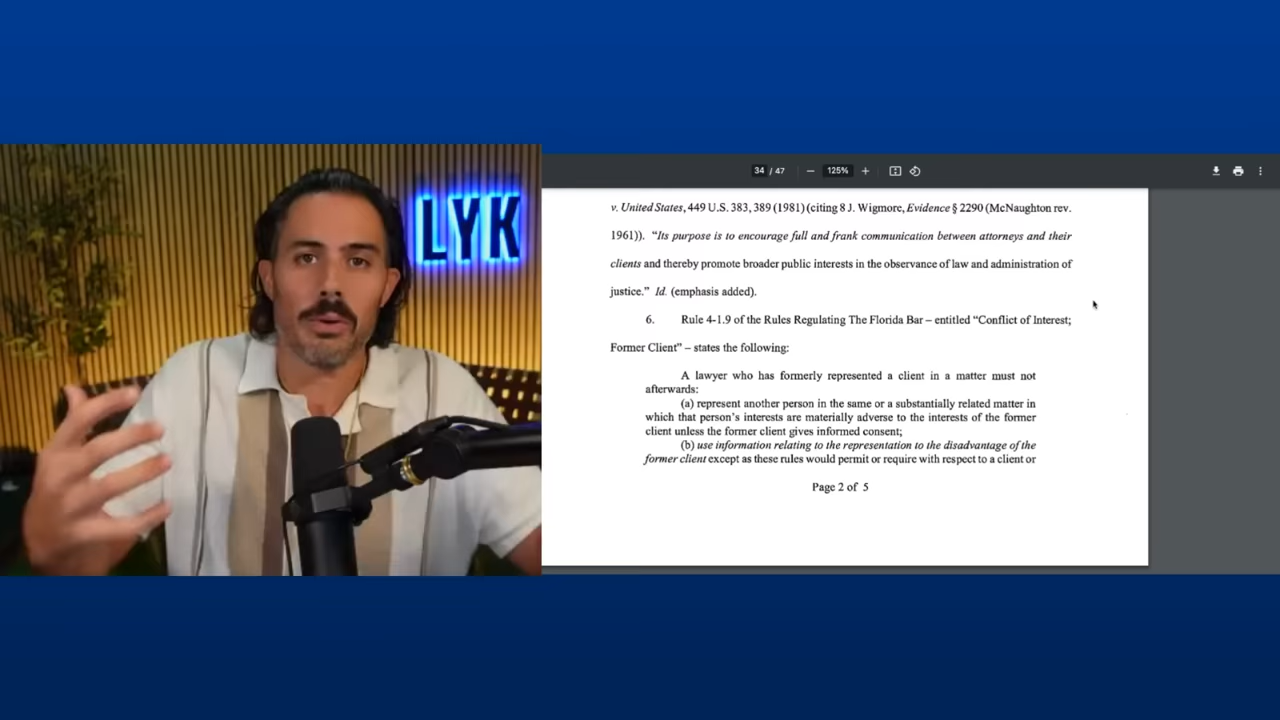 LYK
34 / 47
125%
v. United States, 449 U.S. 383, 389 (1981) (citing 8 J. Wigmore, Evidence § 2290 (McNaughton rev.
1961)). “Its purpose is to encourage full and frank communication between attorneys and their
clients and thereby promote broader public interests in the observance of law and administration of
justice.” Id. (emphasis added).
6. Rule 4-1.9 of the Rules Regulating The Florida Bar – entitled “Conflict of Interest;
Former Client” – states the following:
A lawyer who has formerly represented a client in a matter must not
afterwards:
(a) represent another person in the same or a substantially related matter in
which that person’s interests are materially adverse to the interests of the former
client unless the former client gives informed consent;
(b) use information relating to the representation to the disadvantage of the
former client except as these rules would permit or require with respect to a client or
Page 2 of 5